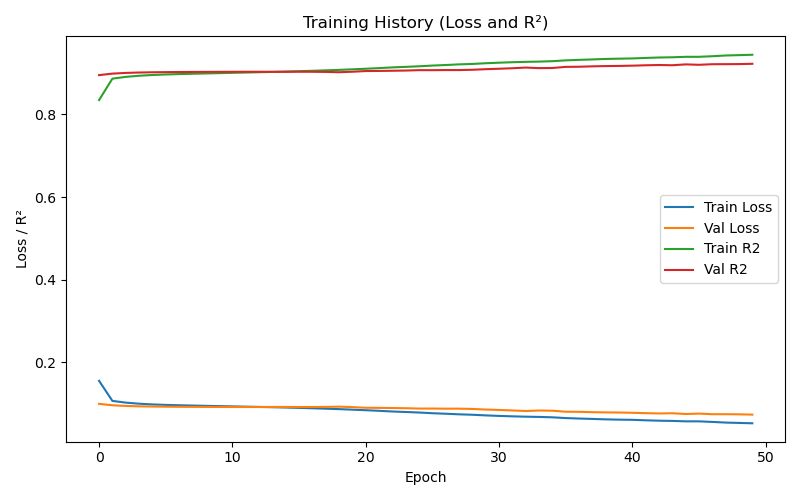 Training History (Loss and R²)
Loss / R²
0.8
0.6
0.4
0.2
Train Loss
Val Loss
Train R2
Val R2
0 10 20 30 40 50
Epoch